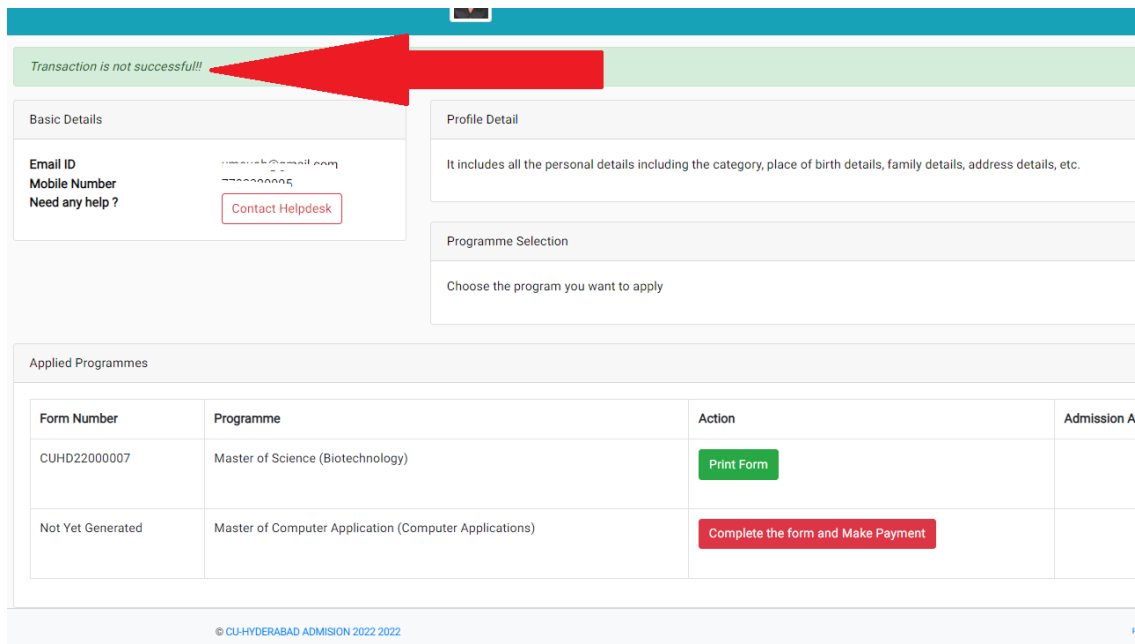 Transaction is not successful!!
Basic Details
Email ID
Mobile Number
Need any help ?
Contact Helpdesk
Profile Detail
It includes all the personal details including the category, place of birth details, family details, address details, etc.
Programme Selection
Choose the program you want to apply
Applied Programmes
Form Number Programme Action Admission A
CUHD22000007 Master of Science (Biotechnology) Print Form
Not Yet Generated Master of Computer Application (Computer Applications) Complete the form and Make Payment
© CU-HYDERABAD ADMISION 2022 2022